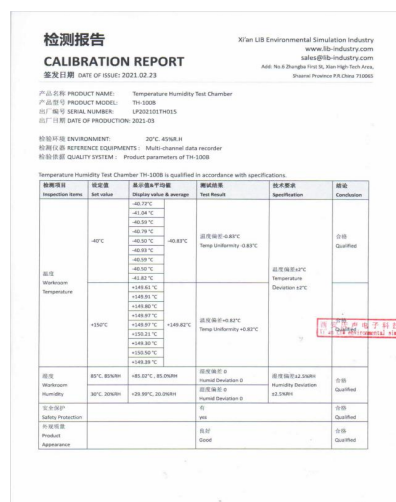 检测报告
CALIBRATION REPORT
签发日期 DATE OF ISSUE: 2021.02.23
Xi'an LIB Environmental Simulation Industry
www.lib-industry.com
sales@lib-industry.com
Add: No.6 Zhangba First St, Xian High Tech Area,
Shaanxi Province P.R.China 710065
产品名称 PRODUCT NAME: Temperature Humidity Test Chamber
产品型号 PRODUCT MODEL: TH-100B
出厂编号 SERIAL NUMBER: LP202101TH015
出厂日期 DATE OF PRODUCTION: 2021-03
检验环境 ENVIRONMENT: 20°C. 45%R.H
检测仪器 REFERENCE EQUIPMENTS : Multi-channel data recorder
检验依据 QUALITY SYSTEM : Product parameters of TH-100B
Temperature Humidity Test Chamber TH-100B is qualified in accordance with specifications.
检测项目 设定值 显示值&平均值 测试结果 技术要求 结论
Inspection items Set value Display value & average Test Result Specification Conclusion
温度
Workroom
Temperature
-40°C
-40.73°C
-41.04 °C
-40.53 °C
-40.79 °C
-40.50 °C
-40.93 °C
-40.59 °C
-40.50 °C
-41.82 °C
-40.83°C
温度偏差-0.83°C
Temp Uniformity -0.83°C
温度偏差±2°C
Temperature
Deviation ±2°C
合格
Qualified
+150°C
+149.61 °C
+149.91 °C
+149.80 °C
+149.97 °C
+149.97 °C
+150.21 °C
+149.30 °C
+150.50 °C
+149.28 °C
+149.82°C
温度偏差+0.82°C
Temp Uniformity +0.82°C
合格
Qualified
湿度
Workroom
Humidity
85°C, 85%RH +85.02°C , 85.0%RH
湿度偏差 0
Humid Deviation 0
30°C, 20%RH +29.99°C, 20.0%RH
湿度偏差 0
Humid Deviation 0
湿度偏差±2.5%RH
Humidity Deviation
±2.5%RH
合格
Qualified
安全保护
Safety Protection
有
yes
合格
Qualified
外观质量
Product
Appearance
良好
Good
合格
Qualified